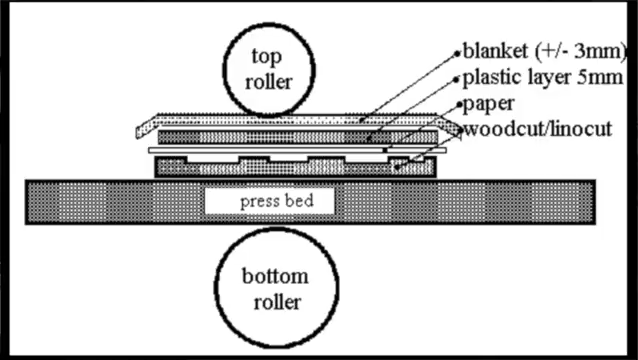 top
roller
•blanket (+/- 3mm)
•plastic layer 5mm
•paper
•woodcut/linocut
press bed
bottom
roller